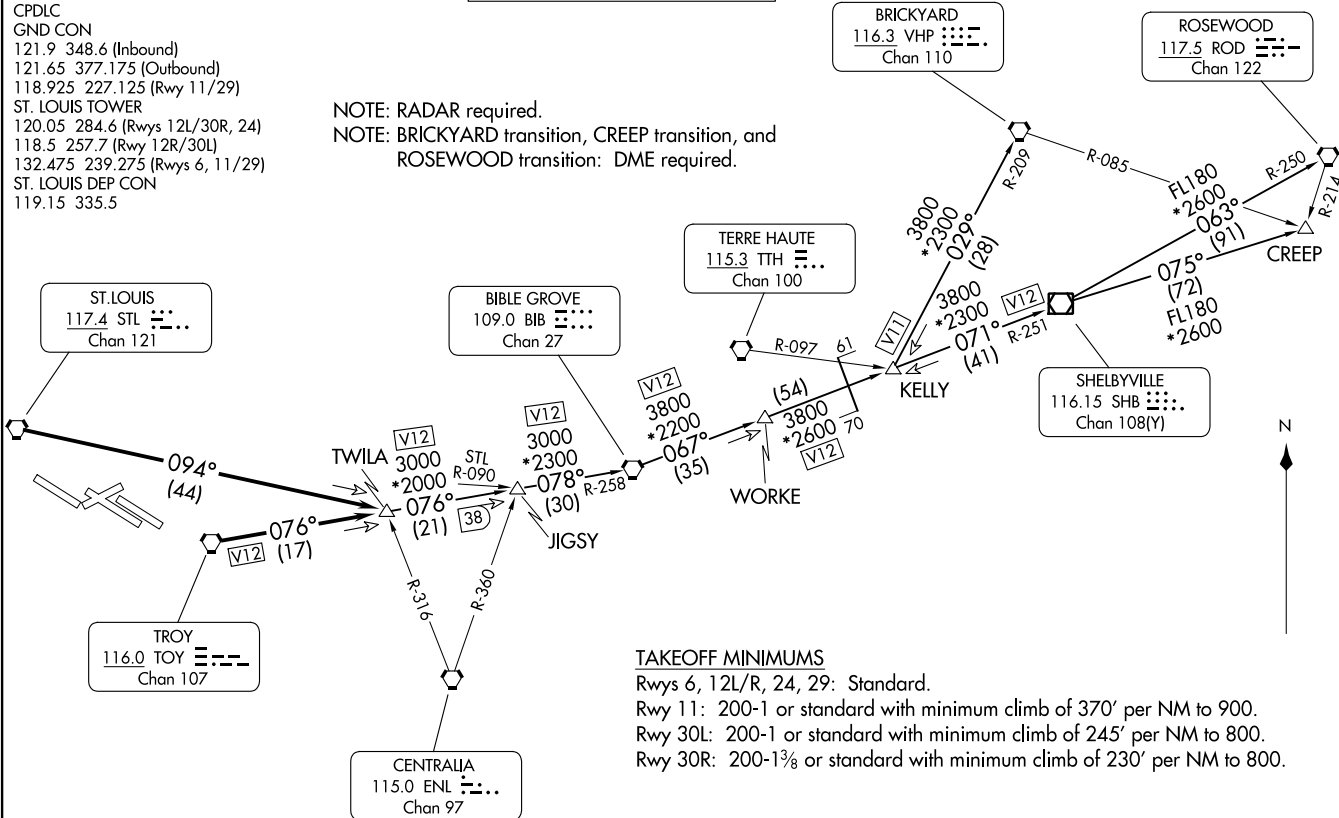 CPDLC
GND CON
121.9 348.6 (Inbound)
121.65 377.175 (Outbound)
118.925 227.125 (Rwy 11/29)
ST. LOUIS TOWER
120.05 284.6 (Rwys 12L/30R, 24)
118.5 257.7 (Rwy 12R/30L)
132.475 239.275 (Rwys 6, 11/29)
ST. LOUIS DEP CON
119.15 335.5
NOTE: RADAR required.
NOTE: BRICKYARD transition, CREEP transition, and
ROSEWOOD transition: DME required.
BRICKYARD
116.3 VHP
Chan 110
ROSEWOOD
117.5 ROD
Chan 122
R-209
R-085
R-250
R-214
FL180
*2600
063°
(91)
CREEP
075°
(72)
FL180
*2600
3800
*2300
029°
(28)
V11
TERRE HAUTE
115.3 TTH
Chan 100
R-097
61
70
KELLY
3800
*2300
071°
(41)
V12
R-251
SHELBYVILLE
116.15 SHB
Chan 108(Y)
ST.LOUIS
117.4 STL
Chan 121
BIBLE GROVE
109.0 BIB
Chan 27
094°
(44)
TWILA
V12
3000
*2000
076°
(21)
STL
R-090
38
V12
3000
*2300
078°
(30)
R-258
JIGSY
V12
3800
*2200
067°
(35)
WORKE
(54)
3800
*2600
V12
076°
(17)
V12
R-316
R-360
TROY
116.0 TOY
Chan 107
CENTRALIA
115.0 ENL
Chan 97
N
TAKEOFF MINIMUMS
Rwys 6, 12L/R, 24, 29: Standard.
Rwy 11: 200-1 or standard with minimum climb of 370' per NM to 900.
Rwy 30L: 200-1 or standard with minimum climb of 245' per NM to 800.
Rwy 30R: 200-1⅜ or standard with minimum climb of 230' per NM to 800.